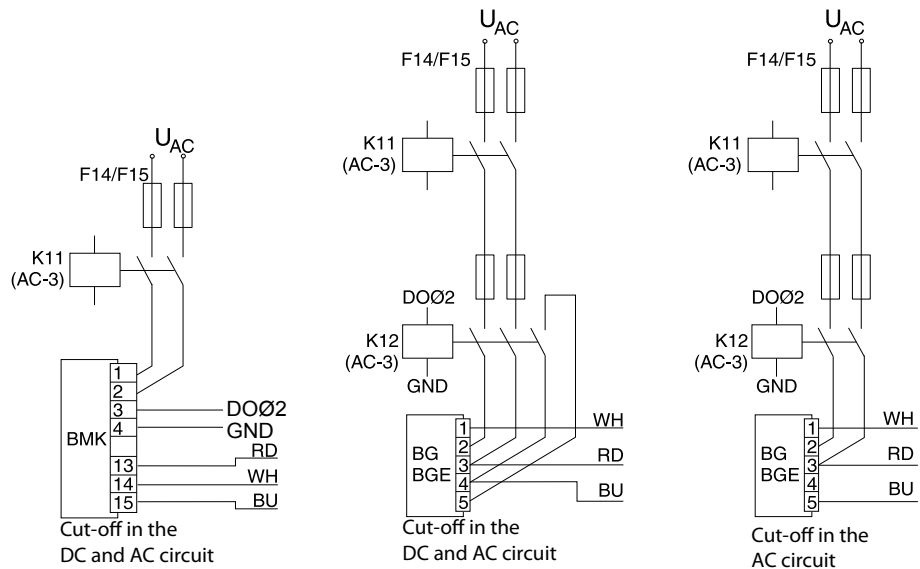 U_AC
F14/F15
K11
(AC-3)
BMK
1
2
3
4
13
14
15
DOØ2
GND
RD
WH
BU
Cut-off in the
DC and AC circuit
U_AC
F14/F15
K11
(AC-3)
DOØ2
K12
(AC-3)
GND
BG
BGE
1
2
3
4
5
WH
RD
BU
Cut-off in the
DC and AC circuit
U_AC
F14/F15
K11
(AC-3)
DOØ2
K12
(AC-3)
GND
BG
BGE
1
2
3
4
5
WH
RD
BU
Cut-off in the
AC circuit